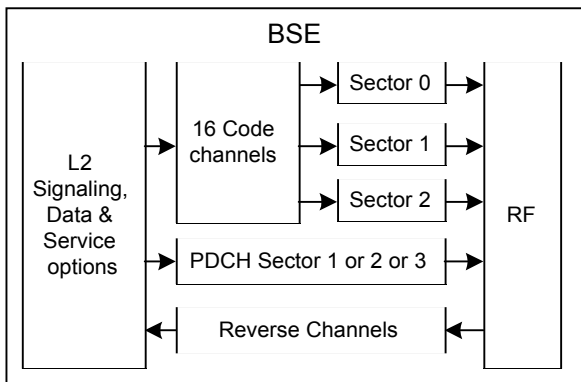 BSE
L2
Signaling,
Data &
Service
options
16 Code
channels
Sector 0
Sector 1
Sector 2
PDCH Sector 1 or 2 or 3
Reverse Channels
RF